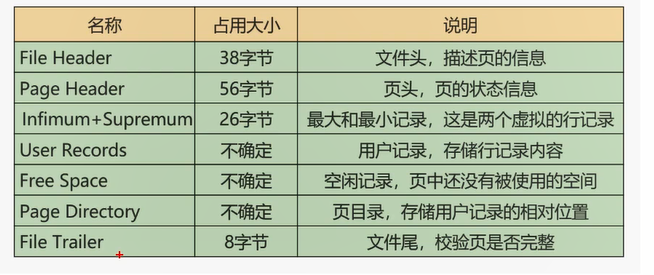 名称 占用大小 说明
File Header 38字节 文件头，描述页的信息
Page Header 56字节 页头，页的状态信息
Infimum+Supremum 26字节 最大和最小记录，这是两个虚拟的行记录
User Records 不确定 用户记录，存储行记录内容
Free Space 不确定 空闲记录，页中还没有被使用的空间
Page Directory 不确定 页目录，存储用户记录的相对位置
File Trailer 8字节 文件尾，校验页是否完整